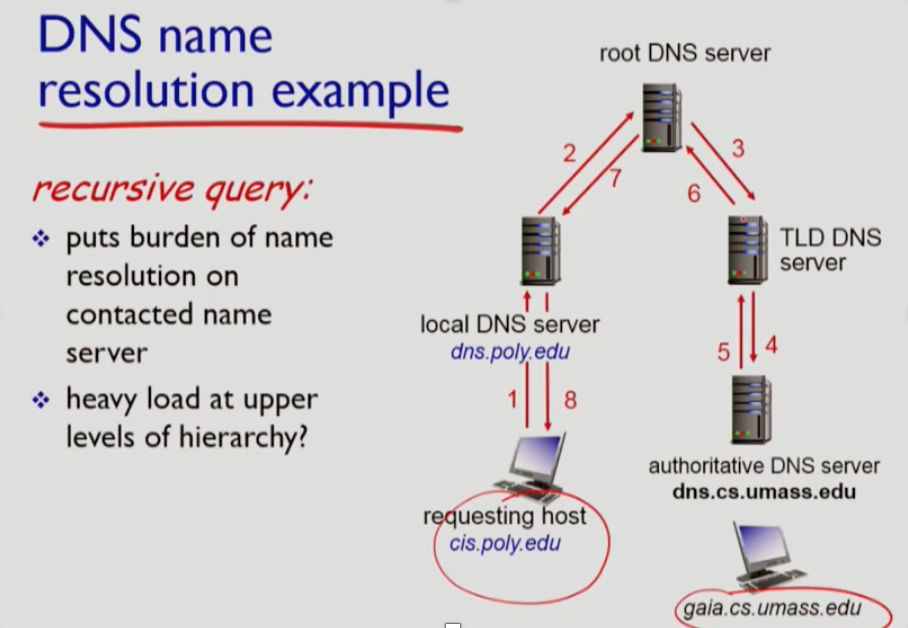 DNS name
resolution example
recursive query:
❖ puts burden of name
resolution on
contacted name
server
❖ heavy load at upper
levels of hierarchy?
root DNS server
2
7
3
6
TLD DNS
server
local DNS server
dns.poly.edu
5
4
1
8
authoritative DNS server
dns.cs.umass.edu
requesting host
cis.poly.edu
gaia.cs.umass.edu